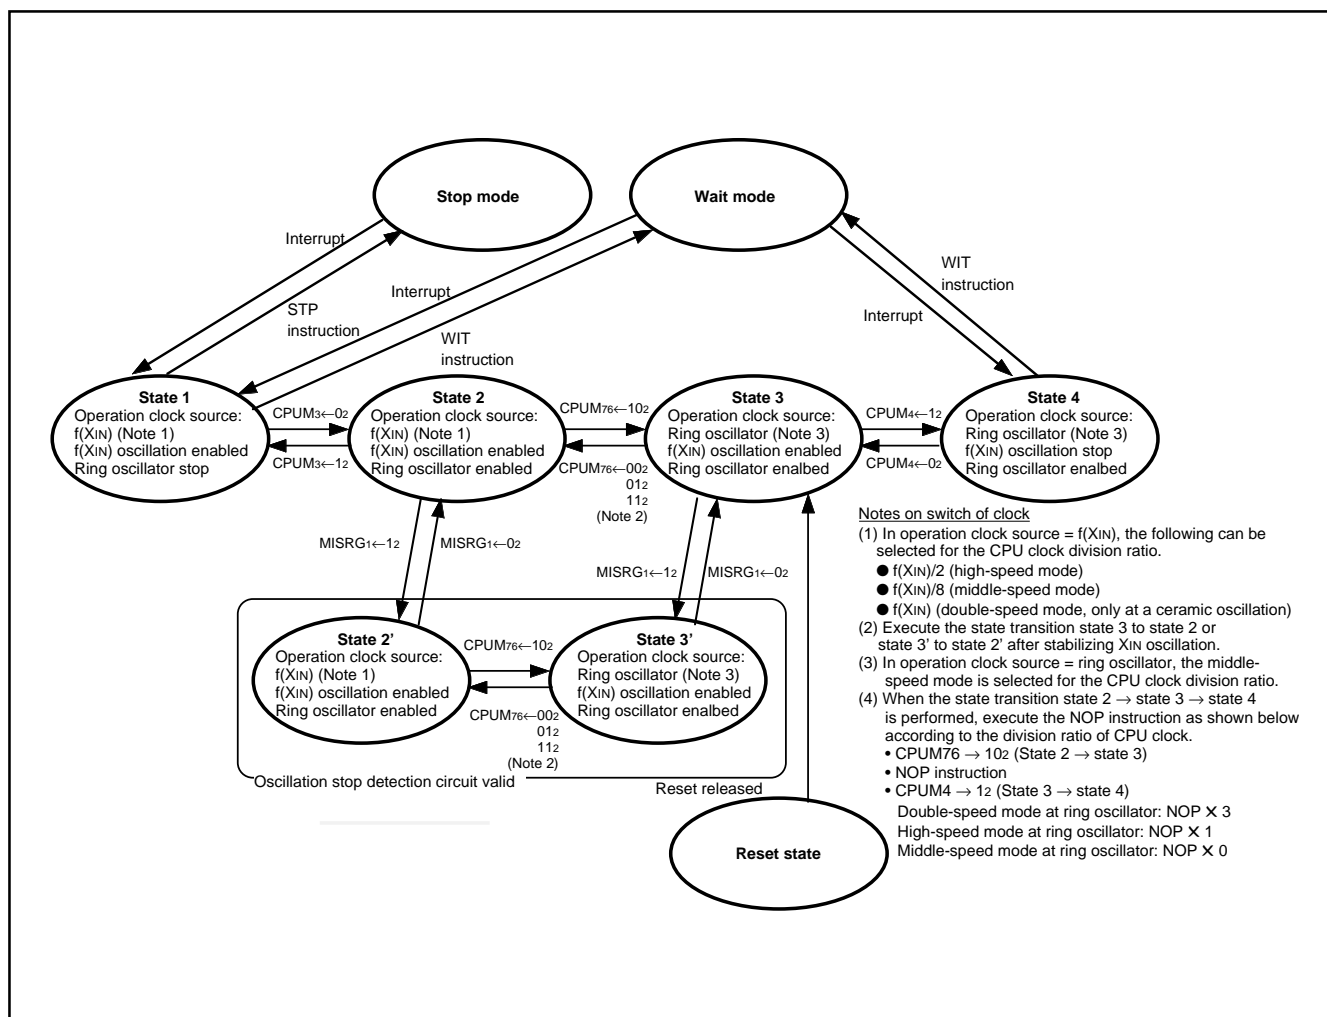 Stop mode
Wait mode
Interrupt
STP
instruction
Interrupt
WIT
instruction
WIT
instruction
Interrupt
State 1
Operation clock source:
f(XIN) (Note 1)
f(XIN) oscillation enabled
Ring oscillator stop
CPUM3←02
CPUM3←12
State 2
Operation clock source:
f(XIN) (Note 1)
f(XIN) oscillation enabled
Ring oscillator enabled
CPUM76←102
CPUM76←002
012
112
(Note 2)
State 3
Operation clock source:
Ring oscillator (Note 3)
f(XIN) oscillation enabled
Ring oscillator enalbed
CPUM4←12
CPUM4←02
State 4
Operation clock source:
Ring oscillator (Note 3)
f(XIN) oscillation stop
Ring oscillator enalbed
MISRG1←12
MISRG1←02
MISRG1←12
MISRG1←02
State 2'
Operation clock source:
f(XIN) (Note 1)
f(XIN) oscillation enabled
Ring oscillator enabled
CPUM76←102
CPUM76←002
012
112
(Note 2)
State 3'
Operation clock source:
Ring oscillator (Note 3)
f(XIN) oscillation enabled
Ring oscillator enalbed
Oscillation stop detection circuit valid
Reset released
Reset state
Notes on switch of clock
(1) In operation clock source = f(XIN), the following can be
selected for the CPU clock division ratio.
● f(XIN)/2 (high-speed mode)
● f(XIN)/8 (middle-speed mode)
● f(XIN) (double-speed mode, only at a ceramic oscillation)
(2) Execute the state transition state 3 to state 2 or
state 3' to state 2' after stabilizing XIN oscillation.
(3) In operation clock source = ring oscillator, the middle-
speed mode is selected for the CPU clock division ratio.
(4) When the state transition state 2 → state 3 → state 4
is performed, execute the NOP instruction as shown below
according to the division ratio of CPU clock.
• CPUM76 → 102 (State 2 → state 3)
• NOP instruction
• CPUM4 → 12 (State 3 → state 4)
Double-speed mode at ring oscillator: NOP × 3
High-speed mode at ring oscillator: NOP × 1
Middle-speed mode at ring oscillator: NOP × 0